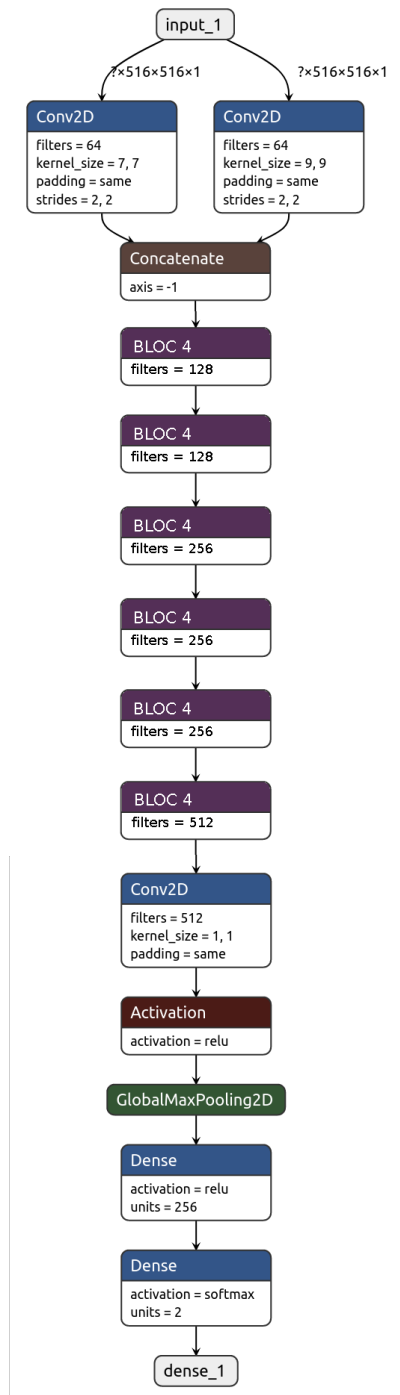 input_1
?×516×516×1
?×516×516×1
Conv2D
filters = 64
kernel_size = 7, 7
padding = same
strides = 2, 2
Conv2D
filters = 64
kernel_size = 9, 9
padding = same
strides = 2, 2
Concatenate
axis = -1
BLOC 4
filters = 128
BLOC 4
filters = 128
BLOC 4
filters = 256
BLOC 4
filters = 256
BLOC 4
filters = 256
BLOC 4
filters = 512
Conv2D
filters = 512
kernel_size = 1, 1
padding = same
Activation
activation = relu
GlobalMaxPooling2D
Dense
activation = relu
units = 256
Dense
activation = softmax
units = 2
dense_1